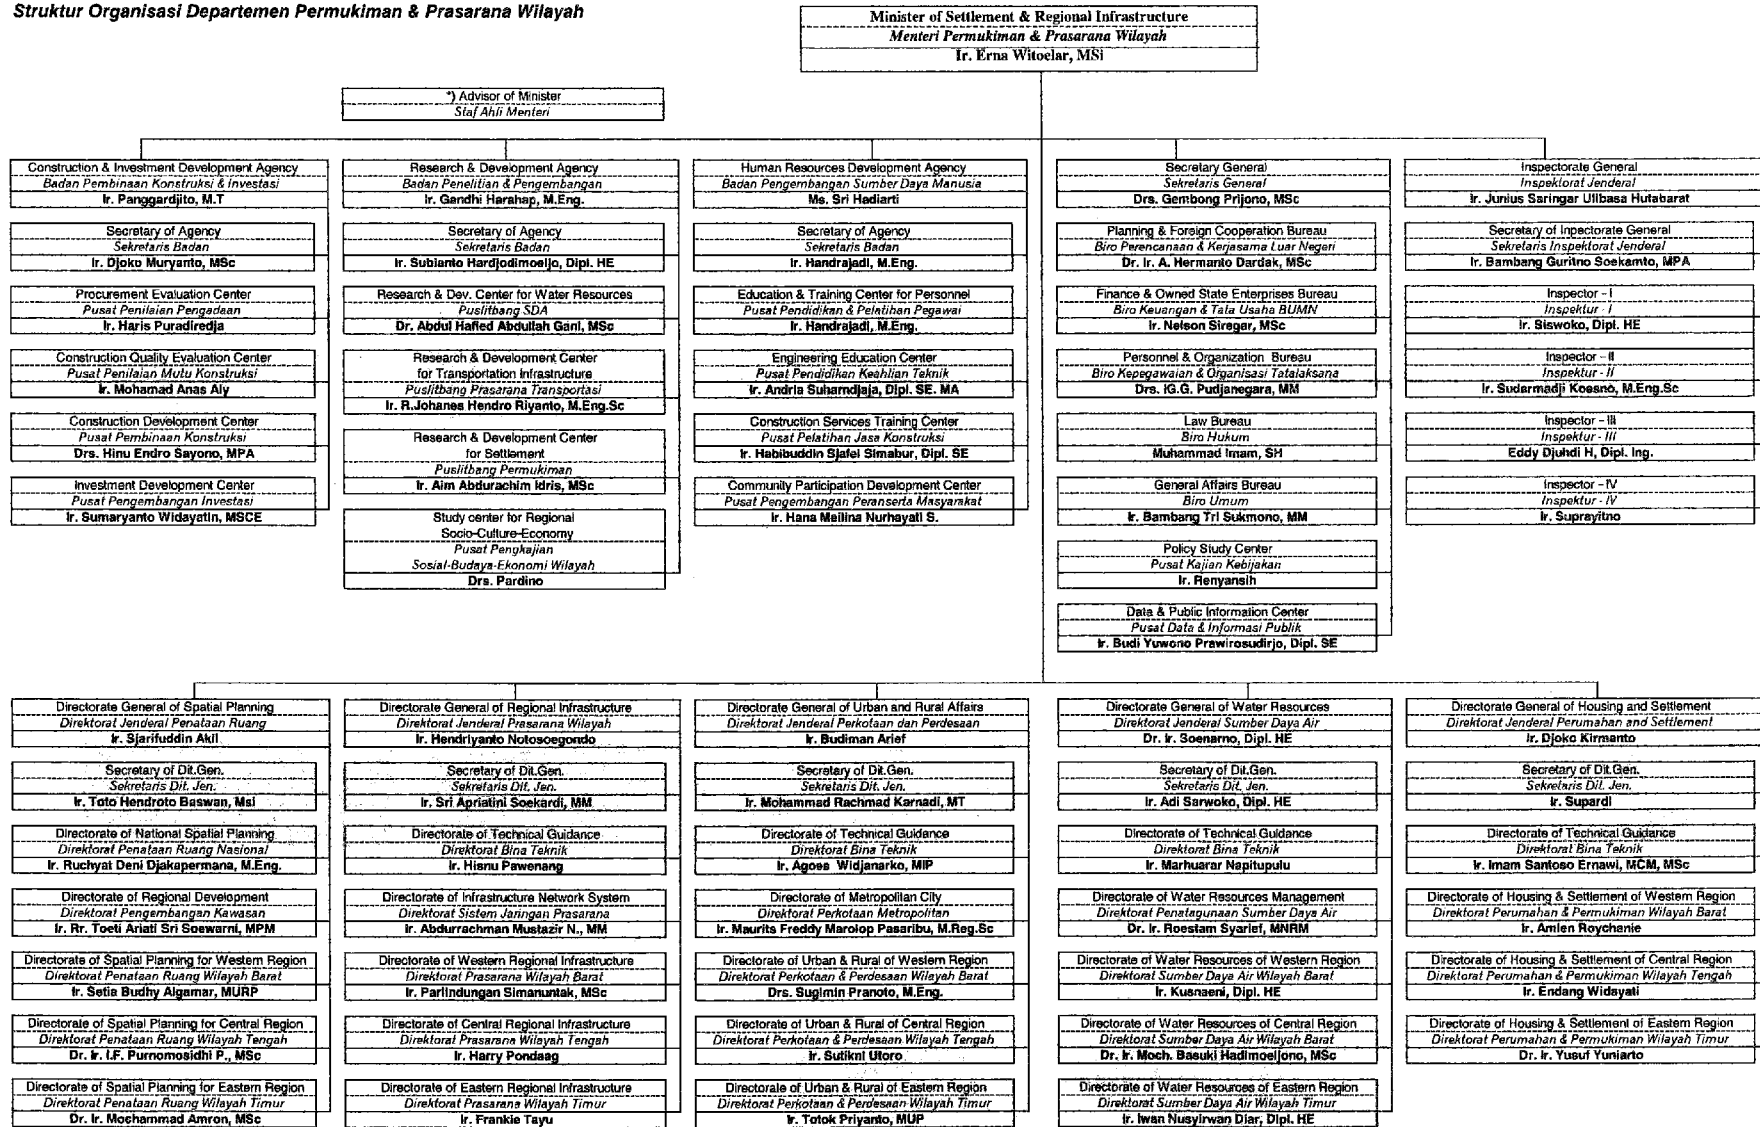 Struktur Organisasi Departemen Permukiman & Prasarana Wilayah
Minister of Settlement & Regional Infrastructure
Menteri Permukiman & Prasarana Wilayah
Ir. Erna Witoelar, MSi
*) Advisor of Minister
Staf Ahli Menteri
Construction & Investment Development Agency
Badan Pembinaan Konstruksi & Investasi
Ir. Panggardjito, M.T
Secretary of Agency
Sekretaris Badan
Ir. Djoko Muryanto, MSc
Procurement Evaluation Center
Pusat Penilaian Pengadaan
Ir. Haris Puradiredja
Construction Quality Evaluation Center
Pusat Penilaian Mutu Konstruksi
Ir. Mohamad Anas Aly
Construction Development Center
Pusat Pembinaan Konstruksi
Drs. Hinu Endro Sayono, MPA
Investment Development Center
Pusat Pengembangan Investasi
Ir. Sumaryanto Widayatin, MSCE
Research & Development Agency
Badan Penelitian & Pengembangan
Ir. Gandhi Harahap, M.Eng.
Secretary of Agency
Sekretaris Badan
Ir. Subianto Hardjodimoeljo, Dipl. HE
Research & Dev. Center for Water Resources
Puslitbang SDA
Dr. Abdul Hafied Abdullah Gani, MSc
Research & Development Center
for Transportation Infrastructure
Puslitbang Prasarana Transportasi
Ir. R.Johanes Hendro Riyanto, M.Eng.Sc
Research & Development Center
for Settlement
Puslitbang Permukiman
Ir. Aim Abdurachim Idris, MSc
Study center for Regional
Socio-Culture-Economy
Pusat Pengkajian
Sosial-Budaya-Ekonomi Wilayah
Drs. Pardino
Human Resources Development Agency
Badan Pengembangan Sumber Daya Manusia
Ms. Sri Hadiarti
Secretary of Agency
Sekretaris Badan
Ir. Handrajadi, M.Eng.
Education & Training Center for Personnel
Pusat Pendidikan & Pelatihan Pegawai
Ir. Handrajadi, M.Eng.
Engineering Education Center
Pusat Pendidikan Keahlian Teknik
Ir. Andria Suharndjaja, Dipl. SE. MA
Construction Services Training Center
Pusat Pelatihan Jasa Konstruksi
Ir. Habibuddin Sjafei Simabur, Dipl. SE
Community Participation Development Center
Pusat Pengembangan Peranserta Masyarakat
Ir. Hana Meilina Nurhayati S.
Secretary General
Sekretaris General
Drs. Gembong Prijono, MSc
Planning & Foreign Cooperation Bureau
Biro Perencanaan & Kerjasama Luar Negeri
Dr. Ir. A. Hermanto Dardak, MSc
Finance & Owned State Enterprises Bureau
Biro Keuangan & Tata Usaha BUMN
Ir. Nelson Siregar, MSc
Personnel & Organization Bureau
Biro Kepegawaian & Organisasi Tatalaksana
Drs. IG.G. Pudjanegara, MM
Law Bureau
Biro Hukum
Muhammad Imam, SH
General Affairs Bureau
Biro Umum
Ir. Bambang Tri Sukmono, MM
Policy Study Center
Pusat Kajian Kebijakan
Ir. Renyansih
Data & Public Information Center
Pusat Data & Informasi Publik
Ir. Budi Yuwono Prawirosudirjo, Dipl. SE
Inspectorate General
Inspektorat Jenderal
Ir. Junius Saringar Ulibasa Hutabarat
Secretary of Inpectorate General
Sekretaris Inspektorat Jenderal
Ir. Bambang Guritno Soekamto, MPA
Inspector - I
Inspektur - I
Ir. Siswoko, Dipl. HE
Inspector - II
Inspektur - II
Ir. Sudarmadji Koesno, M.Eng.Sc
Inspector - III
Inspektur - III
Eddy Djuhdi H, Dipl. Ing.
Inspector - IV
Inspektur - IV
Ir. Suprayitno
Directorate General of Spatial Planning
Direktorat Jenderal Penataan Ruang
Ir. Sjarifuddin Akil
Secretary of Dit.Gen.
Sekretaris Dit. Jen.
Ir. Toto Hendroto Baswan, Msi
Directorate of National Spatial Planning
Direktorat Penataan Ruang Nasional
Ir. Ruchyat Deni Djakapermana, M.Eng.
Directorate of Regional Development
Direktorat Pengembangan Kawasan
Ir. Rr. Toeti Ariati Sri Soewarni, MPM
Directorate of Spatial Planning for Western Region
Direktorat Penataan Ruang Wilayah Barat
Ir. Setia Budhy Algamar, MURP
Directorate of Spatial Planning for Central Region
Direktorat Penataan Ruang Wilayah Tengah
Dr. Ir. I.F. Purnomosidhi P., MSc
Directorate of Spatial Planning for Eastern Region
Direktorat Penataan Ruang Wilayah Timur
Dr. Ir. Mochammad Amron, MSc
Directorate General of Regional Infrastructure
Direktorat Jenderal Prasarana Wilayah
Ir. Hendriyanto Notosoegondo
Secretary of Dit.Gen.
Sekretaris Dit. Jen.
Ir. Sri Apriatini Soekardi, MM
Directorate of Technical Guidance
Direktorat Bina Teknik
Ir. Hisnu Pawenang
Directorate of Infrastructure Network System
Direktorat Sistem Jaringan Prasarana
Ir. Abdurrachman Mustazir N., MM
Directorate of Western Regional Infrastructure
Direktorat Prasarana Wilayah Barat
Ir. Parlindungan Simanuntak, MSc
Directorate of Central Regional Infrastructure
Direktorat Prasarana Wilayah Tengah
Ir. Harry Pondaag
Directorate of Eastern Regional Infrastructure
Direktorat Prasarana Wilayah Timur
Ir. Frankie Tayu
Directorate General of Urban and Rural Affairs
Direktorat Jenderal Perkotaan dan Perdesaan
Ir. Budiman Arief
Secretary of Dit.Gen.
Sekretaris Dit. Jen.
Ir. Mohammad Rachmad Karnadi, MT
Directorate of Technical Guidance
Direktorat Bina Teknik
Ir. Agoes Widjanarko, MIP
Directorate of Metropolitan City
Direktorat Perkotaan Metropolitan
Ir. Maurits Freddy Marolop Pasaribu, M.Reg.Sc
Directorate of Urban & Rural of Western Region
Direktorat Perkotaan & Perdesaan Wilayah Barat
Drs. Sugimin Pranoto, M.Eng.
Directorate of Urban & Rural of Central Region
Direktorat Perkotaan & Perdesaan Wilayah Tengah
Ir. Sutikni Utoro
Directorate of Urban & Rural of Eastern Region
Direktorat Perkotaan & Perdesaan Wilayah Timur
Ir. Totok Priyanto, MUP
Directorate General of Water Resources
Direktorat Jenderal Sumber Daya Air
Dr. Ir. Soenarno, Dipl. HE
Secretary of Dit.Gen.
Sekretaris Dit. Jen.
Ir. Adi Sarwoko, Dipl. HE
Directorate of Technical Guidance
Direktorat Bina Teknik
Ir. Marhuarar Napitupulu
Directorate of Water Resources Management
Direktorat Penatagunaan Sumber Daya Air
Dr. Ir. Roestam Syarief, MNRM
Directorate of Water Resources of Western Region
Direktorat Sumber Daya Air Wilayah Barat
Ir. Kusnaeni, Dipl. HE
Directorate of Water Resources of Central Region
Direktorat Sumber Daya Air Wilayah Barat
Dr. Ir. Moch. Basuki Hadimoeljono, MSc
Directorate of Water Resources of Eastern Region
Direktorat Sumber Daya Air Wilayah Timur
Ir. Iwan Nusyirwan Diar, Dipl. HE
Directorate General of Housing and Settlement
Direktorat Jenderal Perumahan and Settlement
Ir. Djoko Kirmanto
Secretary of Dit.Gen.
Sekretaris Dit. Jen.
Ir. Supardi
Directorate of Technical Guidance
Direktorat Bina Teknik
Ir. Imam Santoso Ernawi, MCM, MSc
Directorate of Housing & Settlement of Western Region
Direktorat Perumahan & Permukiman Wilayah Barat
Ir. Amien Roychanie
Directorate of Housing & Settlement of Central Region
Direktorat Perumahan & Permukiman Wilayah Tengah
Ir. Endang Widayati
Directorate of Housing & Settlement of Eastern Region
Direktorat Perumahan & Permukiman Wilayah Timur
Dr. Ir. Yusuf Yuniarto